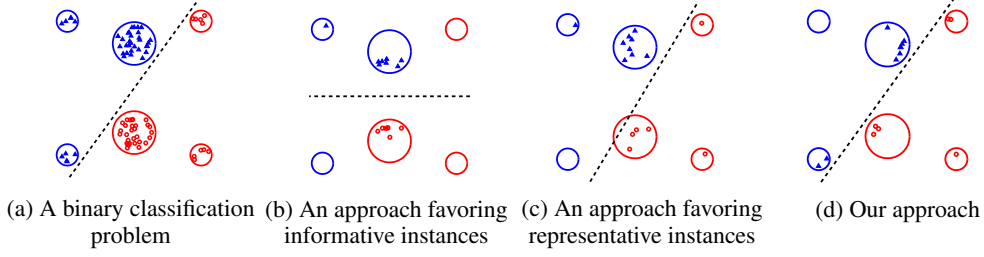 (a) A binary classification
problem
(b) An approach favoring
informative instances
(c) An approach favoring
representative instances
(d) Our approach